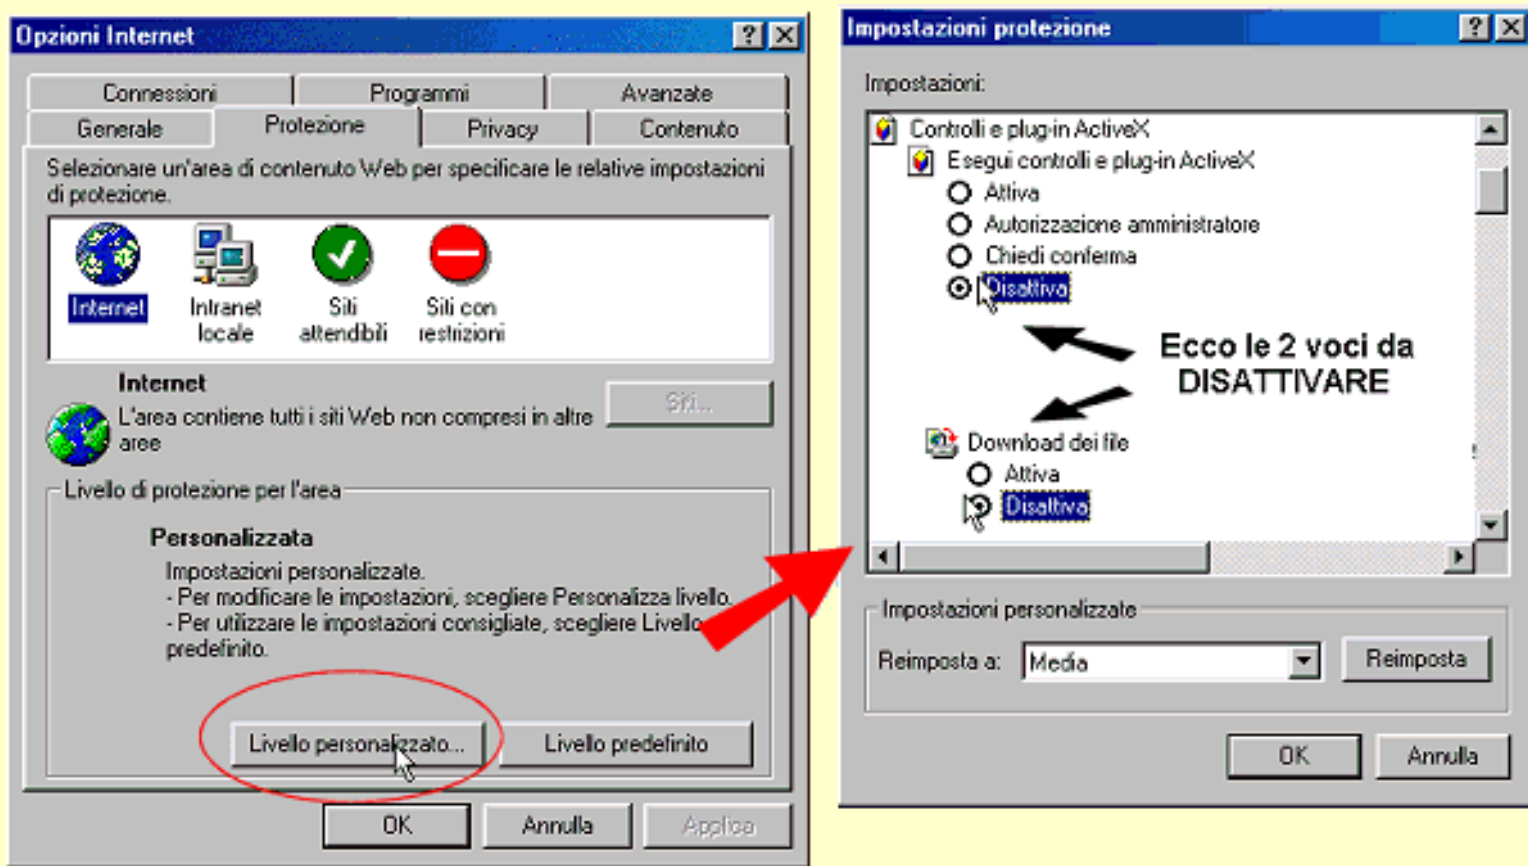 Opzioni Internet
Connessioni Programmi Avanzate
Generale Protezione Privacy Contenuto
Selezionare un'area di contenuto Web per specificare le relative impostazioni
di protezione.
Internet
Intranet
locale
Siti
attendibili
Siti con
restrizioni
Internet
L'area contiene tutti i siti Web non compresi in altre
aree
Siti...
Livello di protezione per l'area
Personalizzata
Impostazioni personalizzate.
- Per modificare le impostazioni, scegliere Personalizza livello.
- Per utilizzare le impostazioni consigliate, scegliere Livello
predefinito.
Livello personalizzato... Livello predefinito
OK Annulla Applica
Impostazioni protezione
Impostazioni:
Controlli e plug-in ActiveX
Esegui controlli e plug-in ActiveX
Attiva
Autorizzazione amministratore
Chiedi conferma
Disattiva
Ecco le 2 voci da
DISATTIVARE
Download dei file
Attiva
Disattiva
Impostazioni personalizzate
Reimposta a: Media Reimposta
OK Annulla